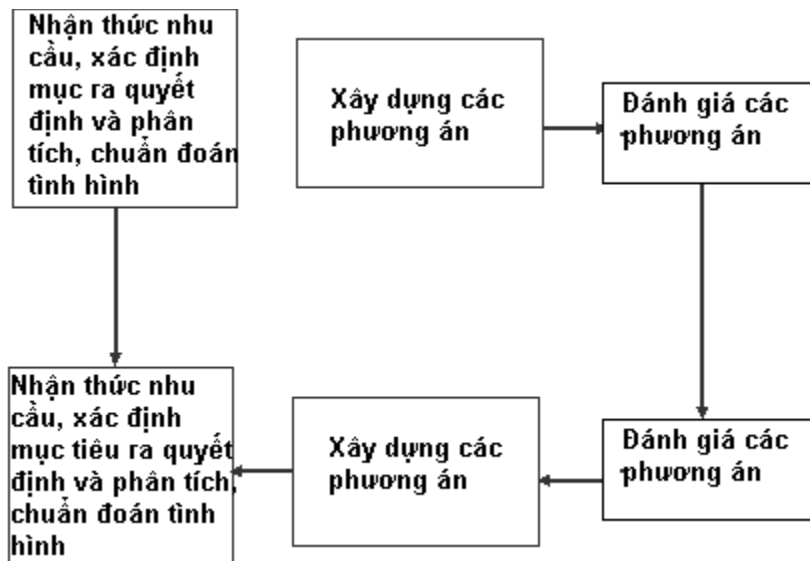 Nhận thức nhu
cầu, xác định
mục ra quyết
định và phân
tích, chuẩn đoán
tình hình
Xây dựng các
phương án
Đánh giá các
phương án
Nhận thức nhu
cầu, xác định
mục tiêu ra quyết
định và phân tích,
chuẩn đoán tình
hình
Xây dựng các
phương án
Đánh giá các
phương án